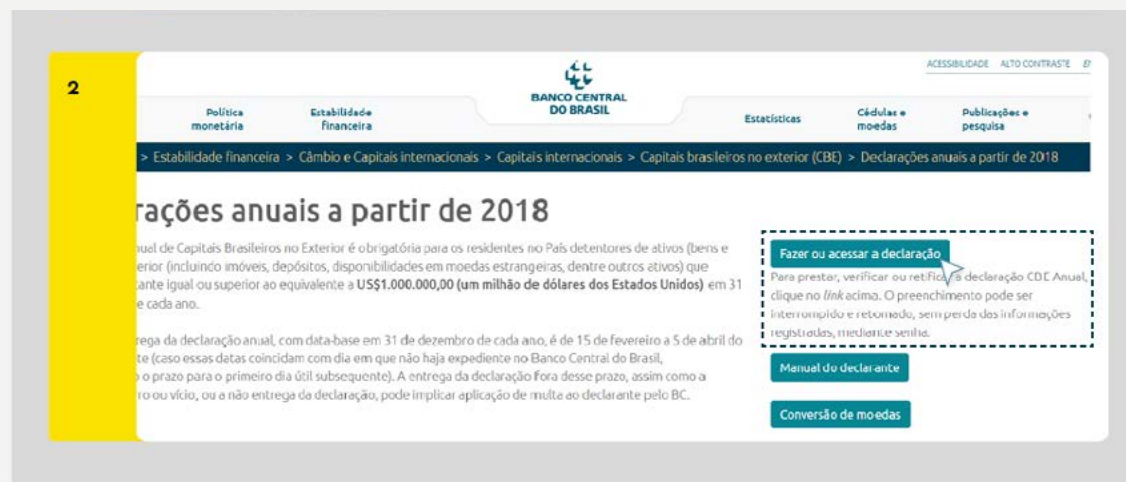 2
ACESSIBILIDADE ALTO CONTRASTE
BANCO CENTRAL
DO BRASIL
Política
monetária
Estabilidade
financeira
Estatísticas
Cédulas e
moedas
Publicações e
pesquisa
> Estabilidade financeira > Câmbio e Capitais internacionais > Capitais internacionais > Capitais brasileiros no exterior (CBE) > Declarações anuais a partir de 2018
rações anuais a partir de 2018
nual de Capitais Brasileiros no Exterior é obrigatória para os residentes no País detentores de ativos (bens e
erior (incluindo imóveis, depósitos, disponibilidades em moedas estrangeiras, dentre outros ativos) que
tante igual ou superior ao equivalente a US$1.000.000,00 (um milhão de dólares dos Estados Unidos) em 31
e cada ano.
rega da declaração anual, com data-base em 31 de dezembro de cada ano, é de 15 de fevereiro a 5 de abril do
te (caso essas datas coincidam com dia em que não haja expediente no Banco Central do Brasil,
o prazo para o primeiro dia útil subsequente). A entrega da declaração fora desse prazo, assim como a
ro ou vício, ou a não entrega da declaração, pode implicar aplicação de multa ao declarante pelo BC.
Fazer ou acessar a declaração
Para prestar, verificar ou retificar a declaração CBE Anual,
clique no link acima. O preenchimento pode ser
interrompido e retomado, sem perda das informações
registradas, mediante senha.
Manual do declarante
Conversão de moedas